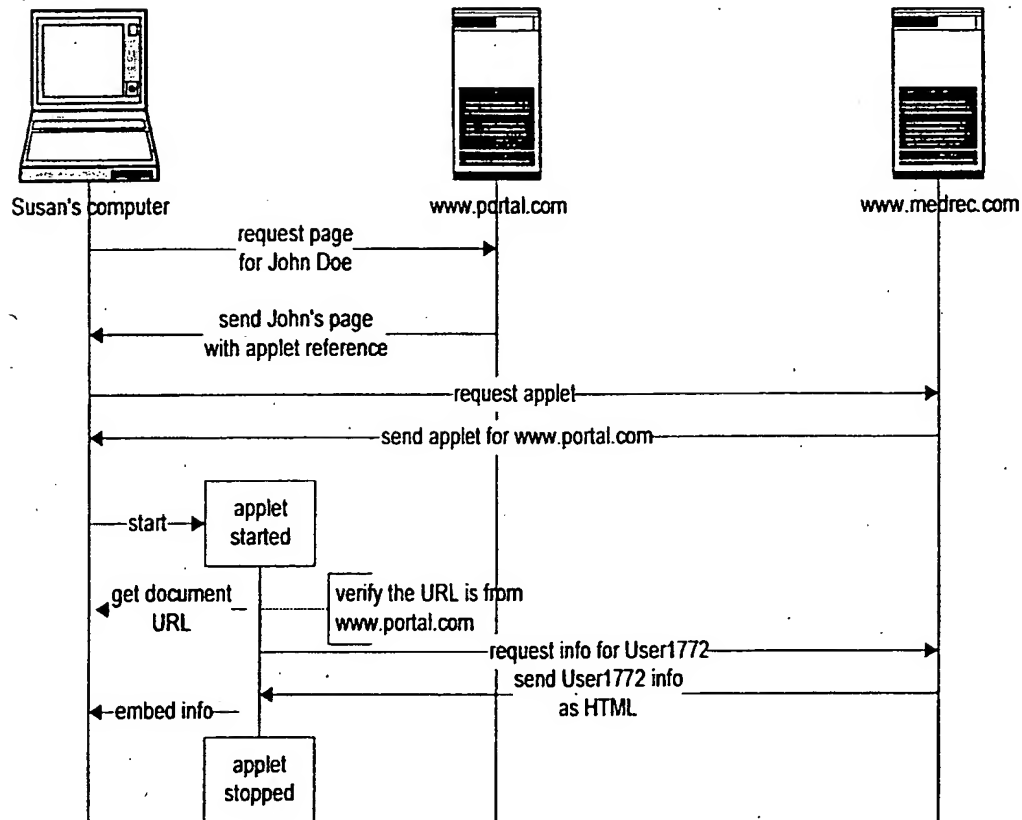 Susan's computer
www.portal.com
www.medrec.com
request page
for John Doe
send John's page
with applet reference
request applet
send applet for www.portal.com
start
applet
started
get document
URL
verify the URL is from
www.portal.com
request info for User1772
send User1772 info
as HTML
embed info
applet
stopped